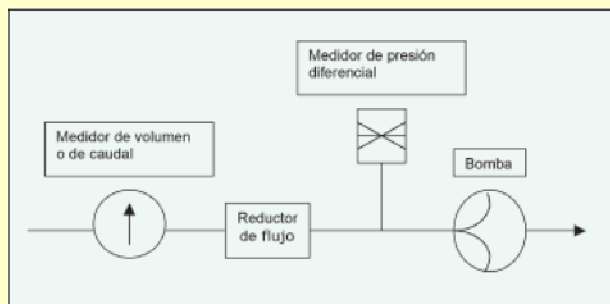 Medidor de presión
diferencial
Medidor de volumen
o de caudal
Bomba
Reductor
de flujo